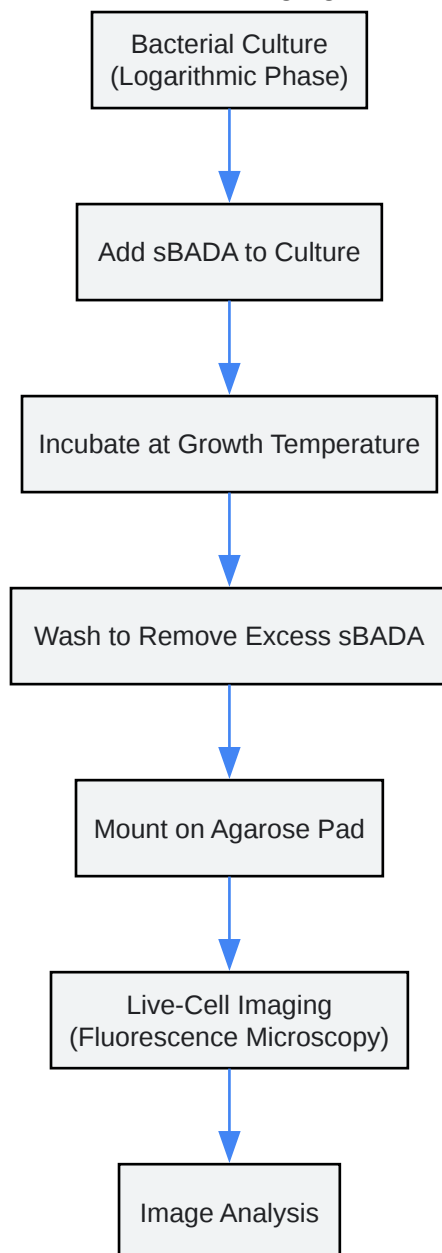 Bacterial Culture
(Logarithmic Phase)
Add sBADA to Culture
Incubate at Growth Temperature
Wash to Remove Excess sBADA
Mount on Agarose Pad
Live-Cell Imaging
(Fluorescence Microscopy)
Image Analysis